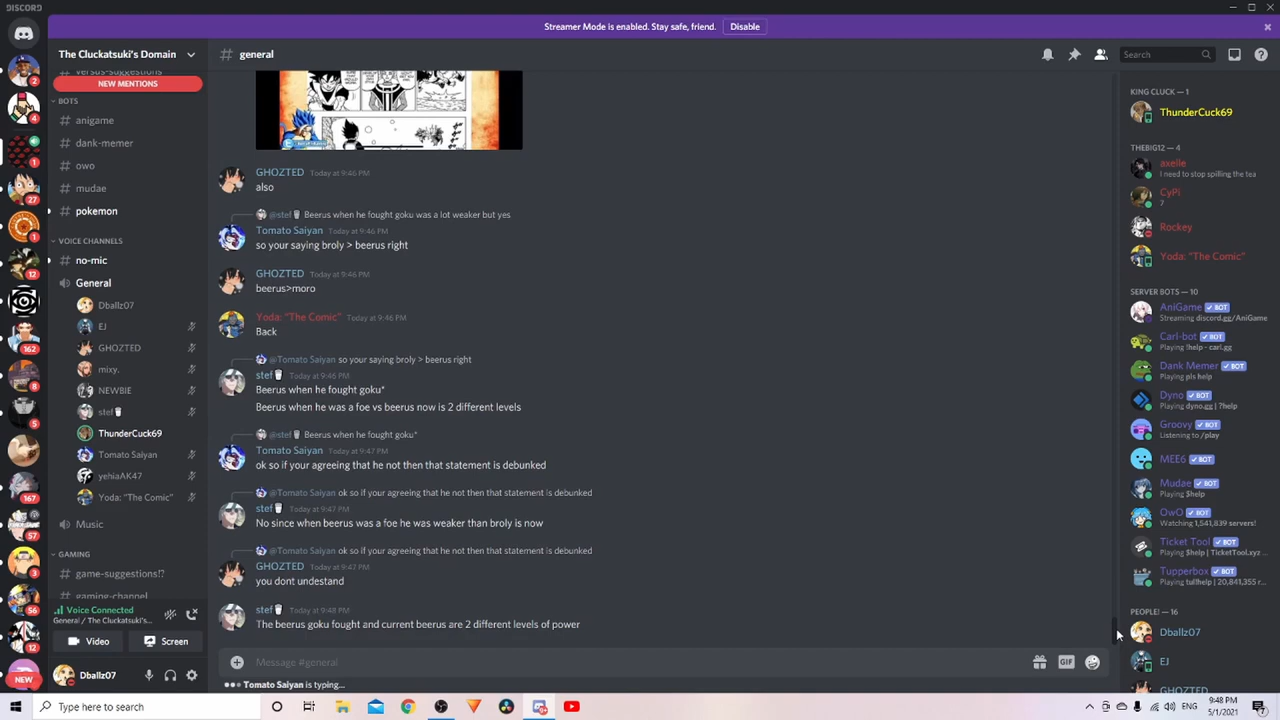 DISCORD
Streamer Mode is enabled. Stay safe, friend. Disable
The Cluckatsuki's Domain
versus-suggestions
NEW MENTIONS
BOTS
anigame
dank-memer
owo
mudae
pokemon
VOICE CHANNELS
no-mic
General
Dballz07
EJ
GHOZTED
mixy.
NEWBIE
stef
ThunderCuck69
Tomato Saiyan
yehiaAK47
Yoda: "The Comic"
Music
GAMING
game-suggestions!?
gaming-channel
Voice Connected
General / The Cluckatsuki's...
Video Screen
Dballz07
2
4
1
27
1
12
162
8
5
167
57
3
56
12
NEW
# general
Search
GHOZTED Today at 9:46 PM
also
@stef Beerus when he fought goku was a lot weaker but yes
Tomato Saiyan Today at 9:46 PM
so your saying broly > beerus right
GHOZTED Today at 9:46 PM
beerus>moro
Yoda: "The Comic" Today at 9:46 PM
Back
@Tomato Saiyan so your saying broly > beerus right
stef Today at 9:46 PM
Beerus when he fought goku*
Beerus when he was a foe vs beerus now is 2 different levels
@stef Beerus when he fought goku*
Tomato Saiyan Today at 9:47 PM
ok so if your agreeing that he not then that statement is debunked
@Tomato Saiyan ok so if your agreeing that he not then that statement is debunked
stef Today at 9:47 PM
No since when beerus was a foe he was weaker than broly is now
@Tomato Saiyan ok so if your agreeing that he not then that statement is debunked
GHOZTED Today at 9:47 PM
you dont undestand
stef Today at 9:48 PM
The beerus goku fought and current beerus are 2 different levels of power
Message #general
GIF
Tomato Saiyan is typing...
KING CLUCK — 1
ThunderCuck69
THEBIG12 — 4
axelle
I need to stop spilling the tea
CyPi
7
Rockey
Yoda: "The Comic"
SERVER BOTS — 10
AniGame BOT
Streaming discord.gg/AniGame
Carl-bot BOT
Playing !help - carl.gg
Dank Memer BOT
Playing pls help
Dyno BOT
Playing dyno.gg | ?help
Groovy BOT
Listening to /play
MEE6 BOT
Mudae BOT
Playing $help
OwO BOT
Watching 1,541,839 servers!
Ticket Tool BOT
Playing $help | TicketTool.xyz ...
Tupperbox BOT
Playing tul!help | 20,841,355 r...
PEOPLE! — 16
Dballz07
EJ
GHOZTED
Type here to search
9:48 PM
5/1/2021